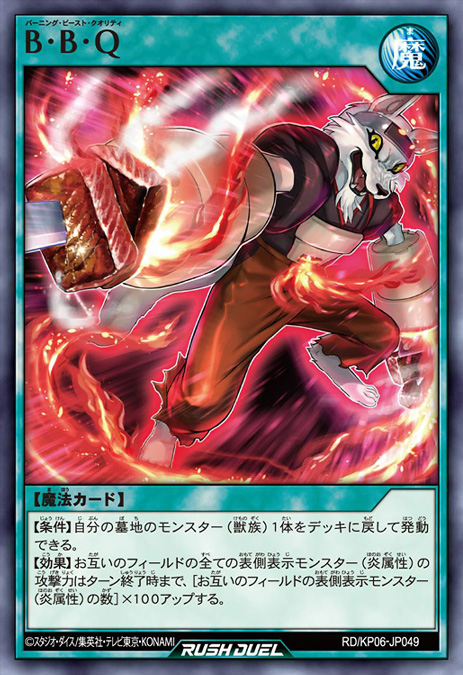 バーニング・ビースト・クオリティ
B・B・Q
ま
魔
【魔法カード】
【条件】自分の墓地のモンスター（獣族）1体をデッキに戻して発動
できる。
【効果】お互いのフィールドの全ての表側表示モンスター（炎属性）の
攻撃力はターン終了時まで、[お互いのフィールドの表側表示モンスター
（炎属性）の数]×100アップする。
©スタジオ・ダイス/集英社・テレビ東京・KONAMI
RUSH DUEL
RD/KP06-JP049